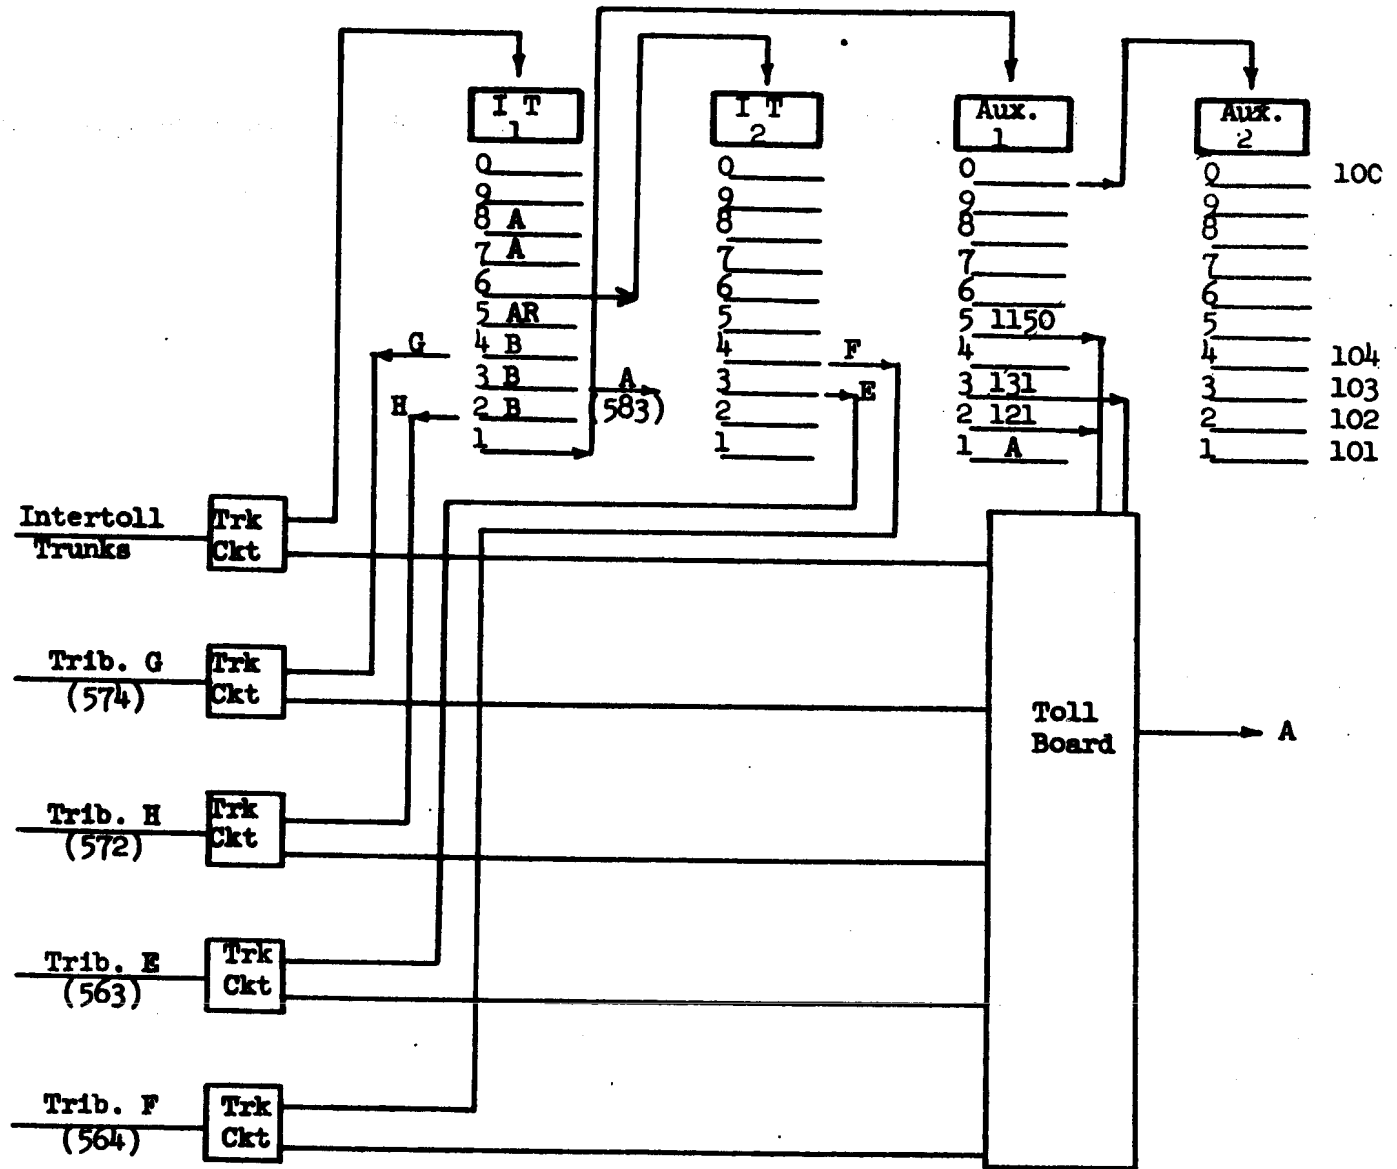 I T
1
0
9
8 A
7 A
6
5 AR
4 B
3 B
2 B
1
I T
2
0
9
8
7
6
5
4
3
2
1
Aux.
1
0
9
8
7
6
5 1150
4
3 131
2 121
1 A
Aux.
2
0 100
9
8
7
6
5
4 104
3 103
2 102
1 101
G
H
A
(583)
F
E
Intertoll
Trunks
Trk
Ckt
Trib. G
(574)
Trk
Ckt
Trib. H
(572)
Trk
Ckt
Trib. E
(563)
Trk
Ckt
Trib. F
(564)
Trk
Ckt
Toll
Board
A